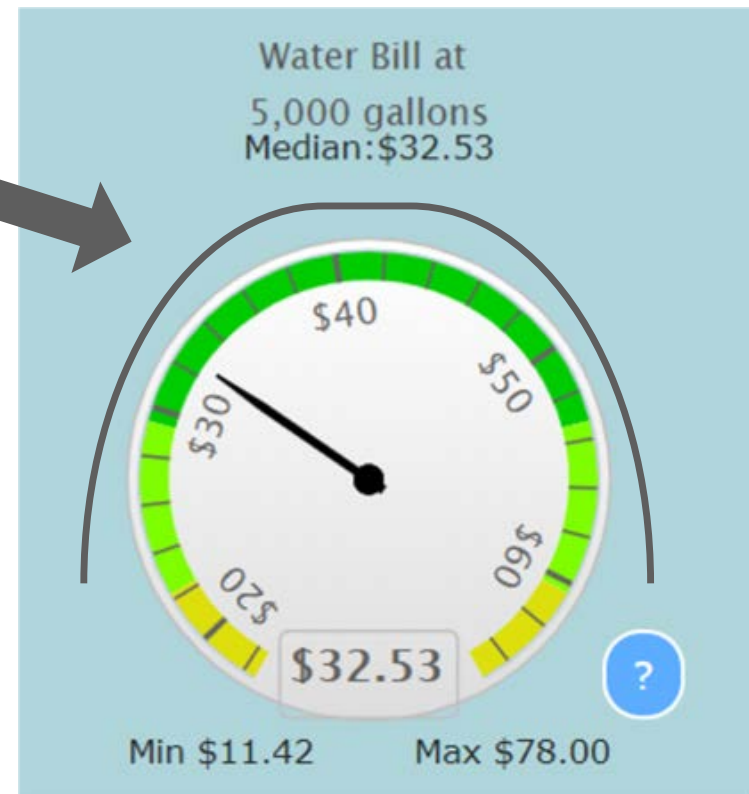 Water Bill at
5,000 gallons
Median:$32.53
$20
$30
$40
$50
$60
$32.53
?
Min $11.42
Max $78.00